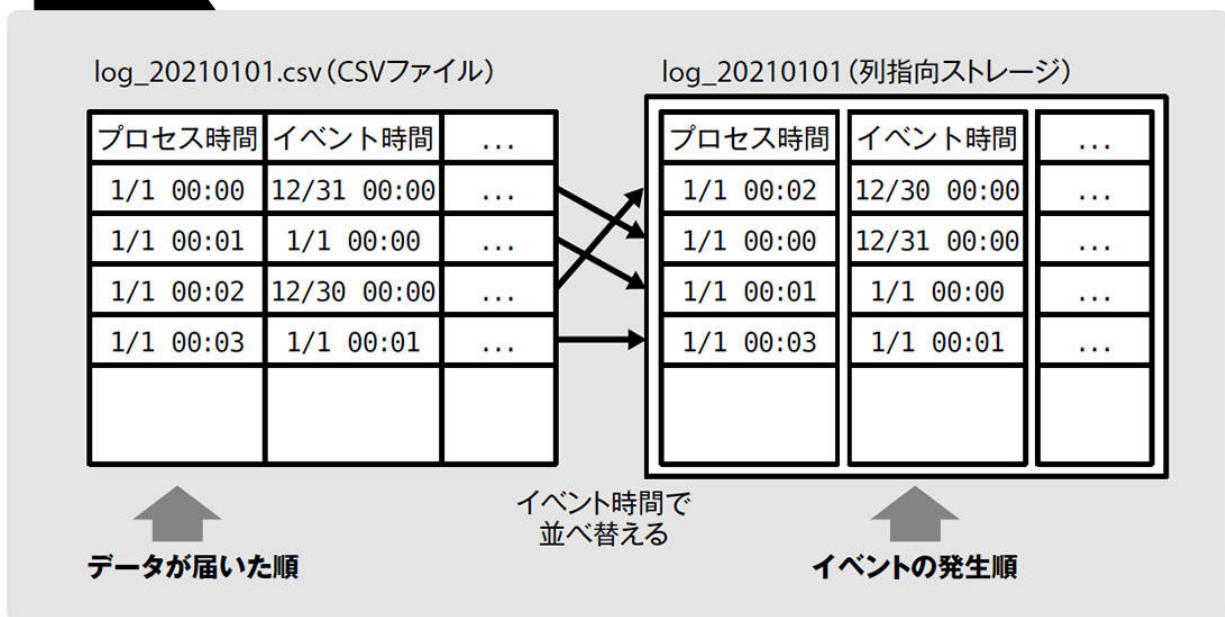 log_20210101.csv（CSVファイル）
プロセス時間 イベント時間 ...
1/1 00:00 12/31 00:00 ...
1/1 00:01 1/1 00:00 ...
1/1 00:02 12/30 00:00 ...
1/1 00:03 1/1 00:01 ...
データが届いた順
イベント時間で
並べ替える
log_20210101（列指向ストレージ）
プロセス時間 イベント時間 ...
1/1 00:02 12/30 00:00 ...
1/1 00:00 12/31 00:00 ...
1/1 00:01 1/1 00:00 ...
1/1 00:03 1/1 00:01 ...
イベントの発生順